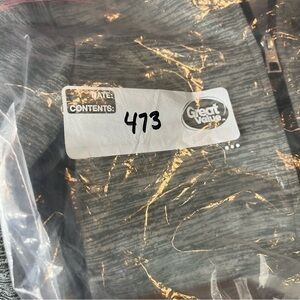 DATE:
CONTENTS:
473
Great
Value